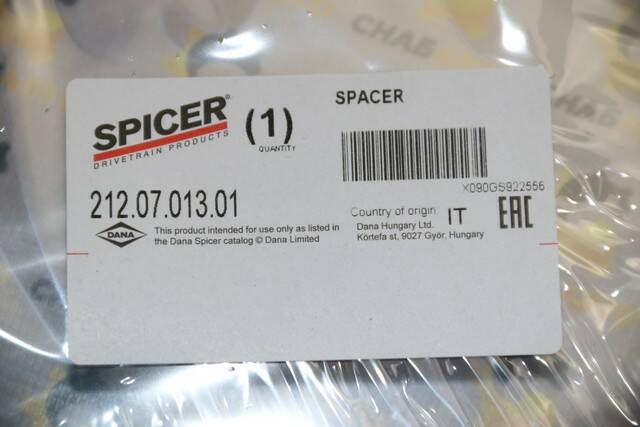 SPICER®
DRIVETRAIN PRODUCTS
(1)
QUANTITY
SPACER
X090GS922556
212.07.013.01
DANA
This product intended for use only as listed in
the Dana Spicer catalog © Dana Limited
Country of origin IT
Dana Hungary Ltd.
Körtefa st. 9027 Györ, Hungary
EAC
СНАБ